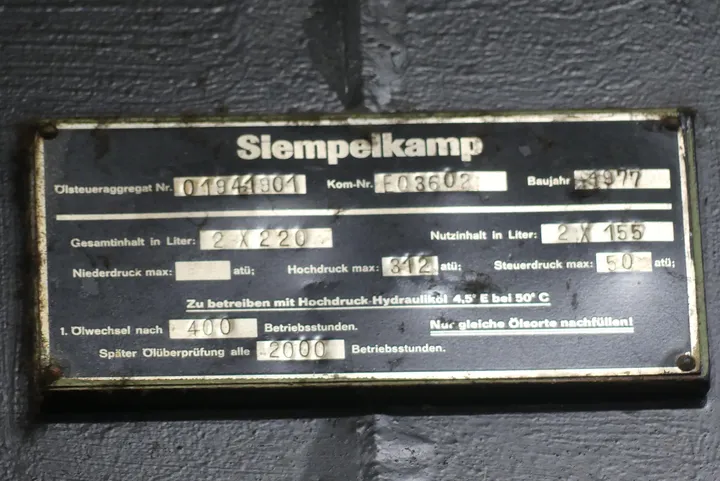 Siempelkamp
Ölsteueraggregat Nr. 01941901 Kom-Nr. F03602 Baujahr 1977
Gesamtinhalt in Liter: 2 X 220 Nutzinhalt in Liter: 2 X 155
Niederdruck max: atü; Hochdruck max: 312 atü; Steuerdruck max: 50 atü;
Zu betreiben mit Hochdruck-Hydrauliköl 4,5° E bei 50° C
1. Ölwechsel nach 400 Betriebsstunden. Nur gleiche Ölsorte nachfüllen!
Später Ölüberprüfung alle 2000 Betriebsstunden.